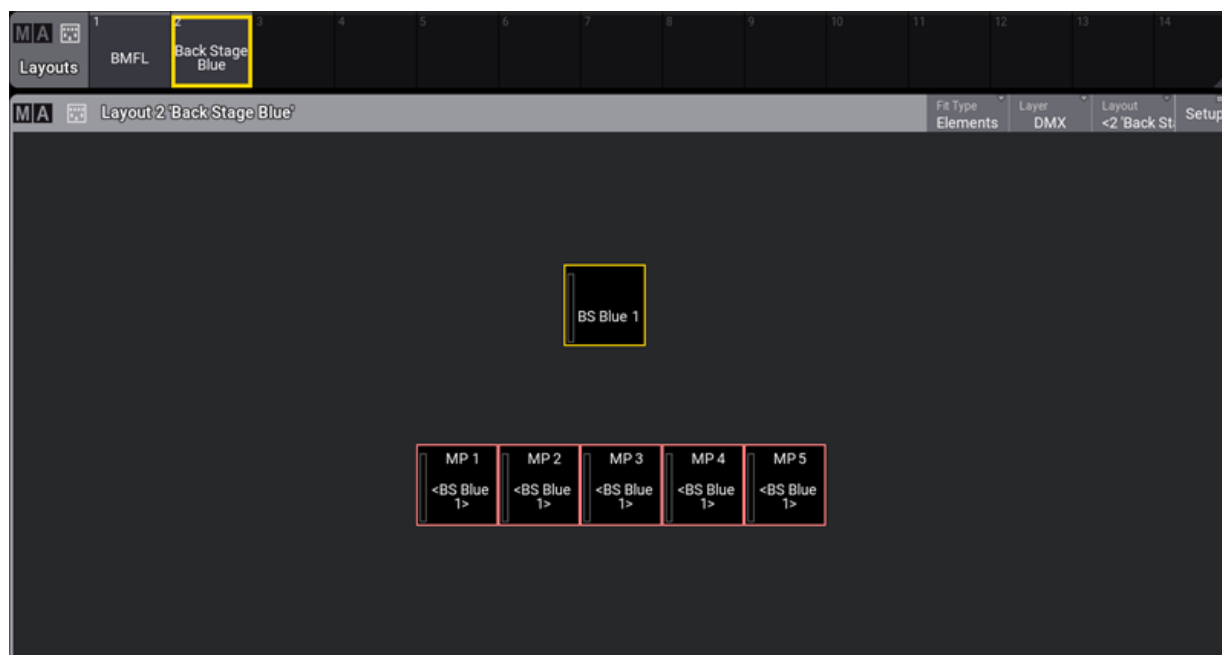 MA
Layouts
1
BMFL
2
Back Stage
Blue
3
4
5
6
7
8
9
10
11
12
13
14
MA
Layout 2 'Back Stage Blue'
Fit Type
Elements
Layer
DMX
Layout
<2 'Back St
Setup
BS Blue 1
MP 1
<BS Blue
1>
MP 2
<BS Blue
1>
MP 3
<BS Blue
1>
MP 4
<BS Blue
1>
MP 5
<BS Blue
1>